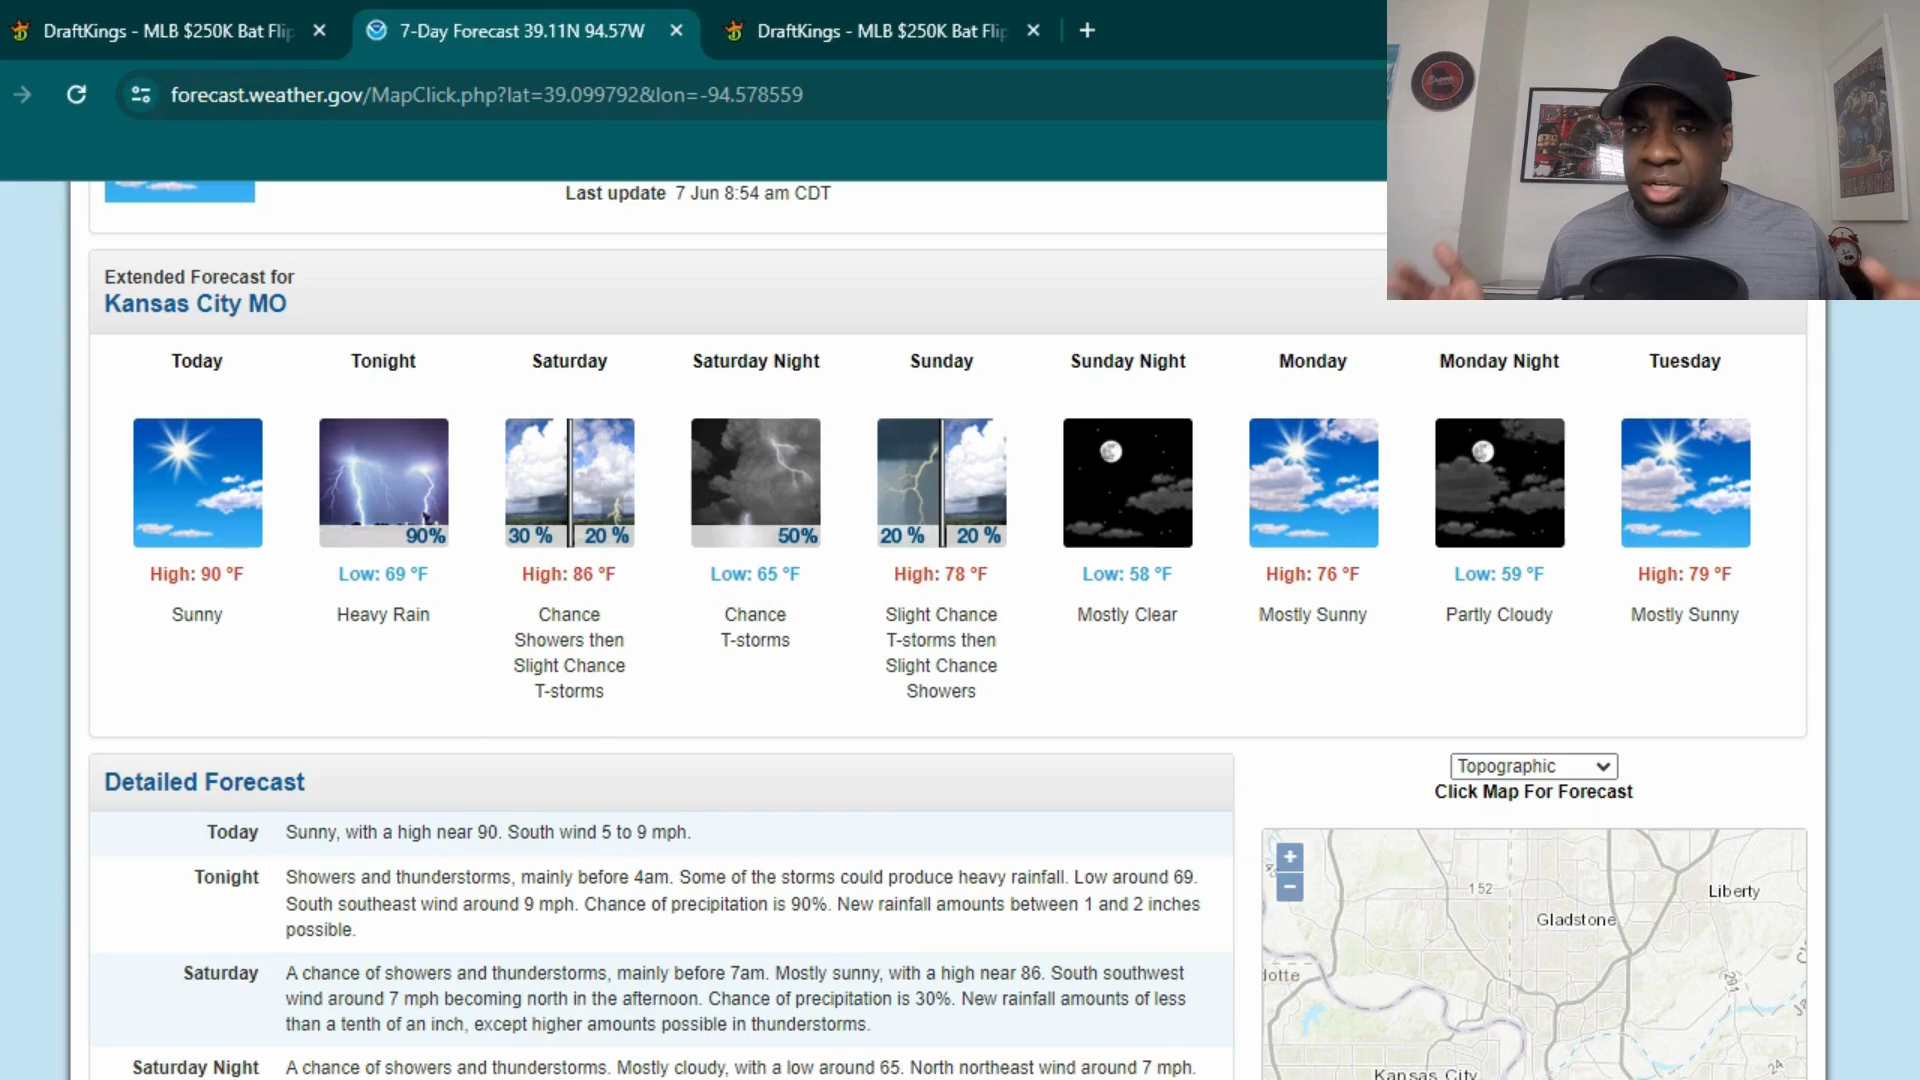 DraftKings - MLB $250K Bat Flip
7-Day Forecast 39.11N 94.57W
DraftKings - MLB $250K Bat Flip
forecast.weather.gov/MapClick.php?lat=39.099792&lon=-94.578559
Last update 7 Jun 8:54 am CDT
Extended Forecast for
Kansas City MO
Today
Tonight
Saturday
Saturday Night
Sunday
Sunday Night
Monday
Monday Night
Tuesday
90%
30 % 20 %
50%
20 % 20 %
High: 90 °F
Low: 69 °F
High: 86 °F
Low: 65 °F
High: 78 °F
Low: 58 °F
High: 76 °F
Low: 59 °F
High: 79 °F
Sunny
Heavy Rain
Chance
Showers then
Slight Chance
T-storms
Chance
T-storms
Slight Chance
T-storms then
Slight Chance
Showers
Mostly Clear
Mostly Sunny
Partly Cloudy
Mostly Sunny
Detailed Forecast
Today Sunny, with a high near 90. South wind 5 to 9 mph.
Tonight Showers and thunderstorms, mainly before 4am. Some of the storms could produce heavy rainfall. Low around 69.
South southeast wind around 9 mph. Chance of precipitation is 90%. New rainfall amounts between 1 and 2 inches
possible.
Saturday A chance of showers and thunderstorms, mainly before 7am. Mostly sunny, with a high near 86. South southwest
wind around 7 mph becoming north in the afternoon. Chance of precipitation is 30%. New rainfall amounts of less
than a tenth of an inch, except higher amounts possible in thunderstorms.
Saturday Night A chance of showers and thunderstorms. Mostly cloudy, with a low around 65. North northeast wind around 7 mph.
Topographic
Click Map For Forecast
+
−
152
Liberty
Gladstone
291
dotte
24
Kansas City